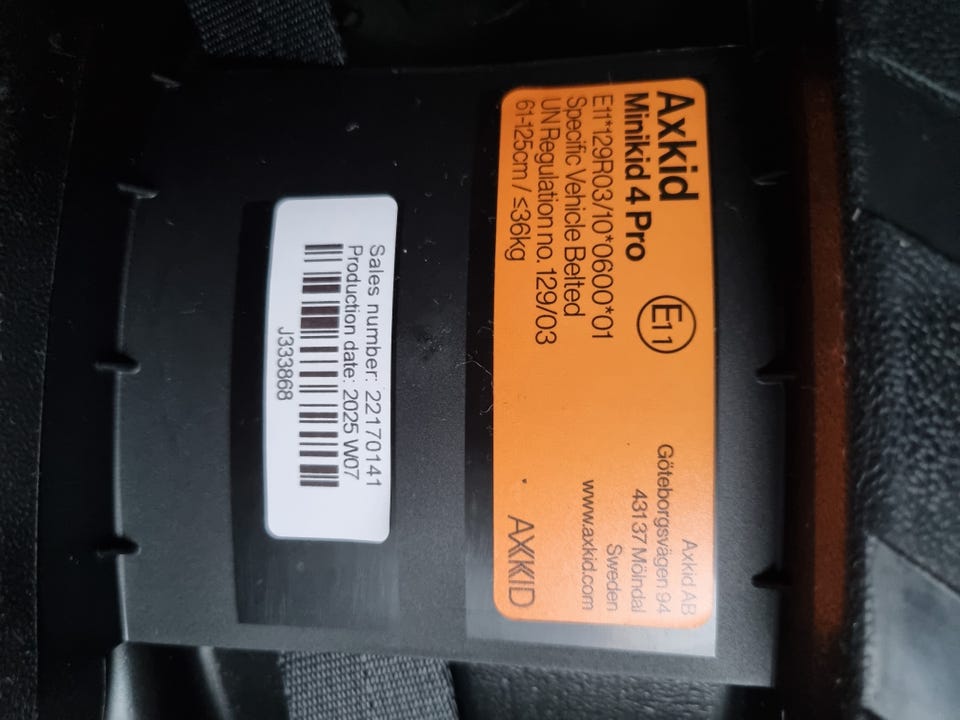 Axkid
Minikid 4 Pro
E11
E11*129R03/10*0600*01
Specific Vehicle Belted
UN Regulation no. 129/03
61-125cm / ≤36kg
Axkid AB
Göteborgsvägen 94
431 37 Mölndal
Sweden
www.axkid.com
AXKID
Sales number: 22170141
Production date: 2025 W07
J333868